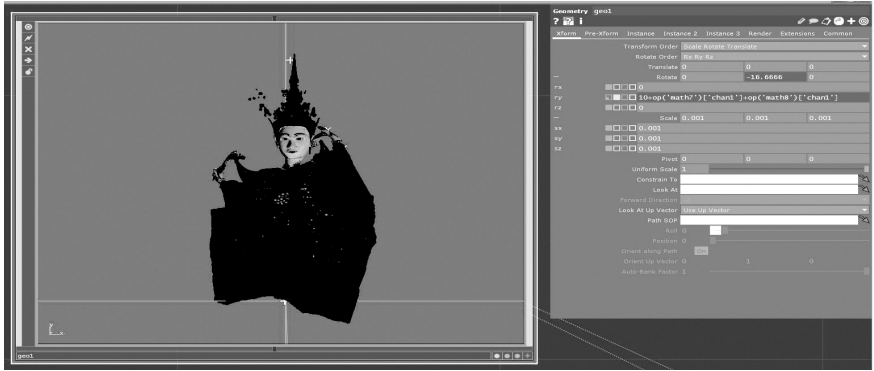 Geometry geo1
? i
Xform Pre-Xform Instance Instance 2 Instance 3 Render Extensions Common
Transform Order Scale Rotate Translate
Rotate Order Rx Ry Rz
Translate 0 0 0
Rotate 0 -16.6666 0
rx 0
ry 10+op('math7')['chan1']+op('math8')['chan1']
rz 0
Scale 0.001 0.001 0.001
sx 0.001
sy 0.001
sz 0.001
Pivot 0 0 0
Uniform Scale 1
Constrain To
Look At
Forward Direction
Look At Up Vector Use Up Vector
Path SOP
Roll 0
Position 0
Orient along Path On
Orient Up Vector 0 1 0
Auto-Bank Factor 1
geo1